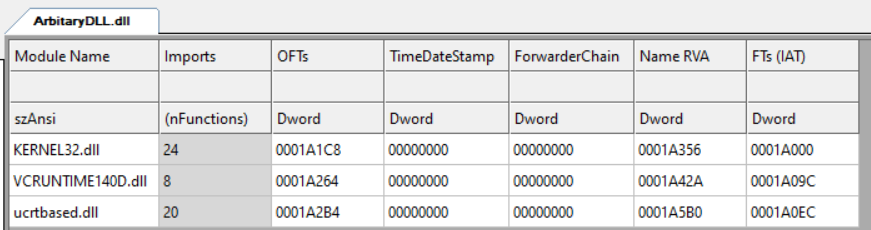 ArbitaryDLL.dll
Module Name Imports OFTs TimeDateStamp ForwarderChain Name RVA FTs (IAT)
szAnsi (nFunctions) Dword Dword Dword Dword Dword
KERNEL32.dll 24 0001A1C8 00000000 00000000 0001A356 0001A000
VCRUNTIME140D.dll 8 0001A264 00000000 00000000 0001A42A 0001A09C
ucrtbased.dll 20 0001A2B4 00000000 00000000 0001A5B0 0001A0EC